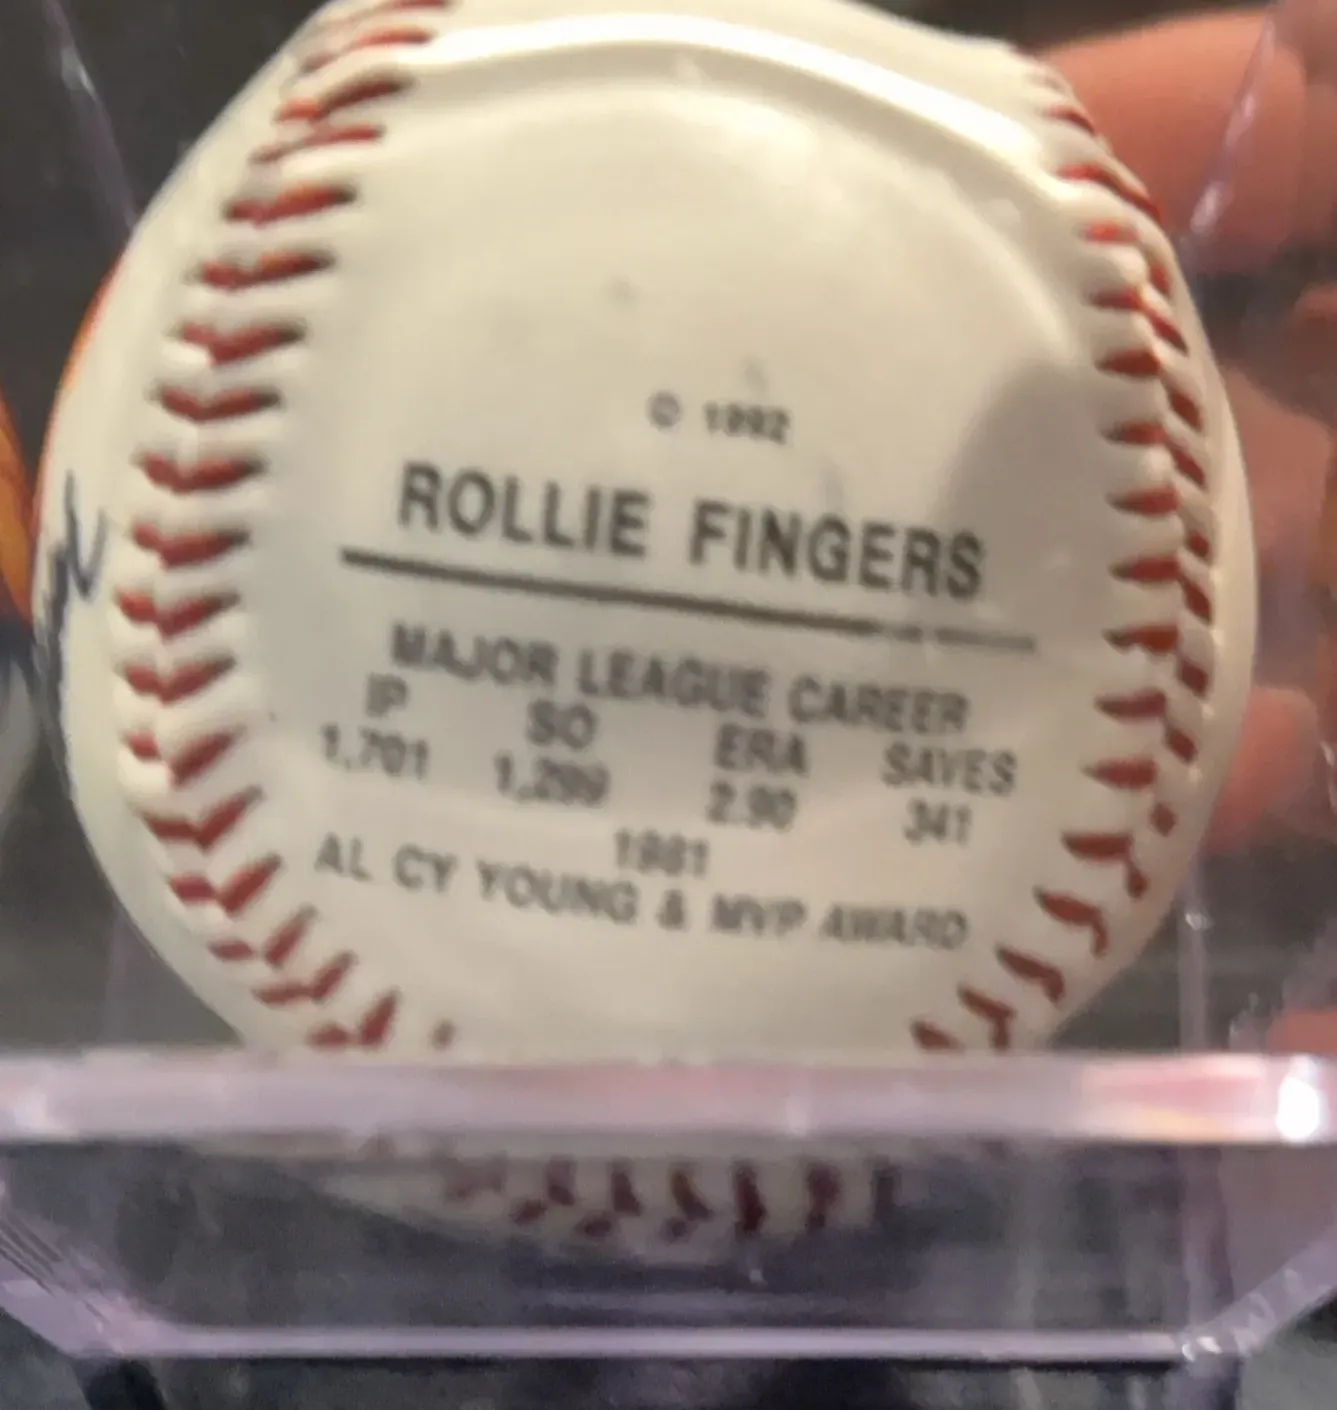 © 1992
ROLLIE FINGERS
MAJOR LEAGUE CAREER
IP SO ERA SAVES
1,701 1,299 2.90 341
1981
AL CY YOUNG & MVP AWARD